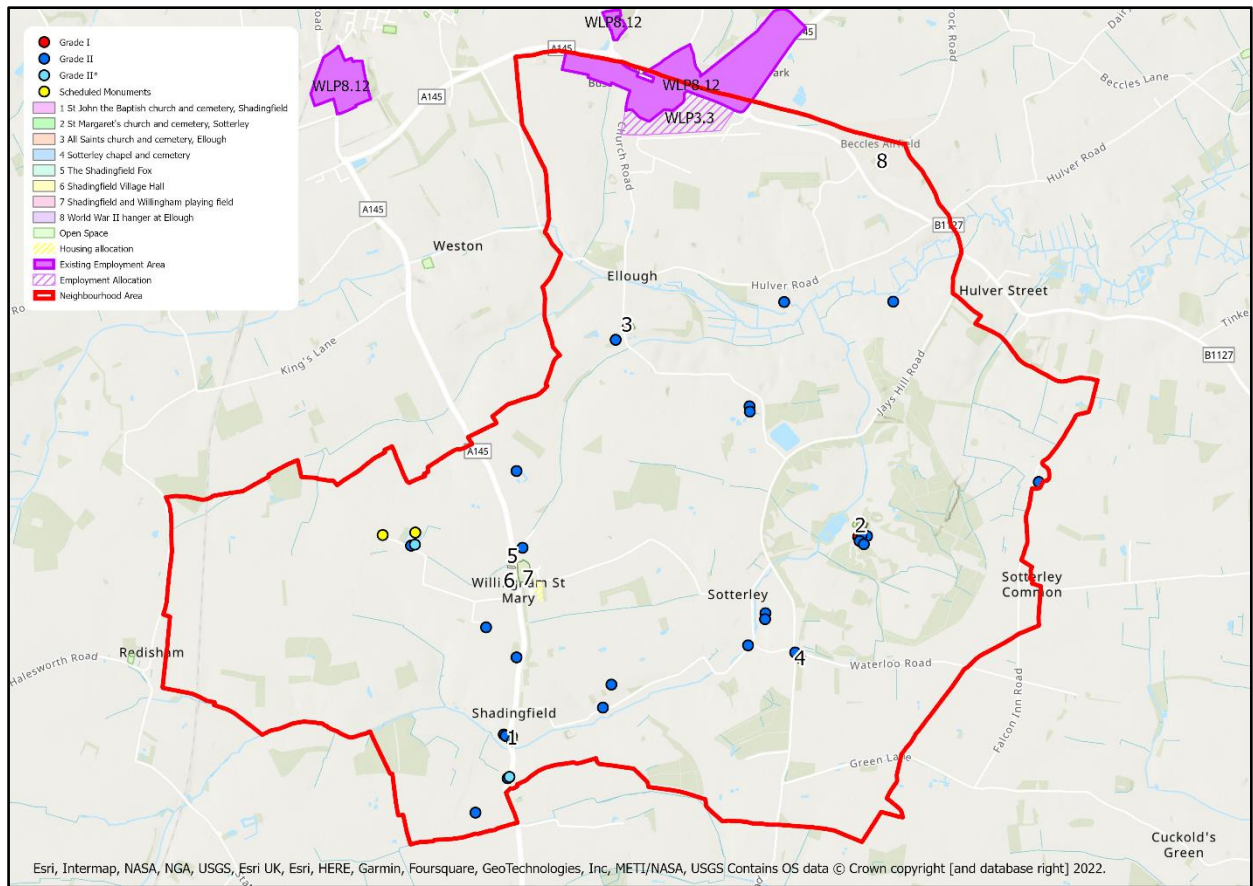 Grade I
Grade II
Grade II*
Scheduled Monuments
1 St John the Baptist church and cemetery, Shadingfield
2 St Margaret's church and cemetery, Sotterley
3 All Saints church and cemetery, Ellough
4 Sotterley chapel and cemetery
5 The Shadingfield Fox
6 Shadingfield Village Hall
7 Shadingfield and Willingham playing field
8 World War II hanger at Ellough
Open Space
Housing allocation
Existing Employment Area
Employment Allocation
Neighbourhood Area
Road
WLP8.12
A145
A145
WLP8.12
WLP8.12
WLP3.3
A145
Beccles Lane
Church Road
Beccles Airfield
8
Hulver Road
A145
B1127
Weston
Ellough
Hulver Road
Hulver Street
3
B1127
King's Lane
Jays Hill Road
A145
2
5
6
7
Willingham St
Mary
Sotterley
Sotterley
Common
Redisham
Halesworth Road
4
Waterloo Road
Shadingfield
1
Falcon Inn Road
Green Lane
Cuckold's
Green
Esri, Intermap, NASA, NGA, USGS, Esri UK, Esri, HERE, Garmin, Foursquare, GeoTechnologies, Inc, METI/NASA, USGS Contains OS data © Crown copyright [and database right] 2022.